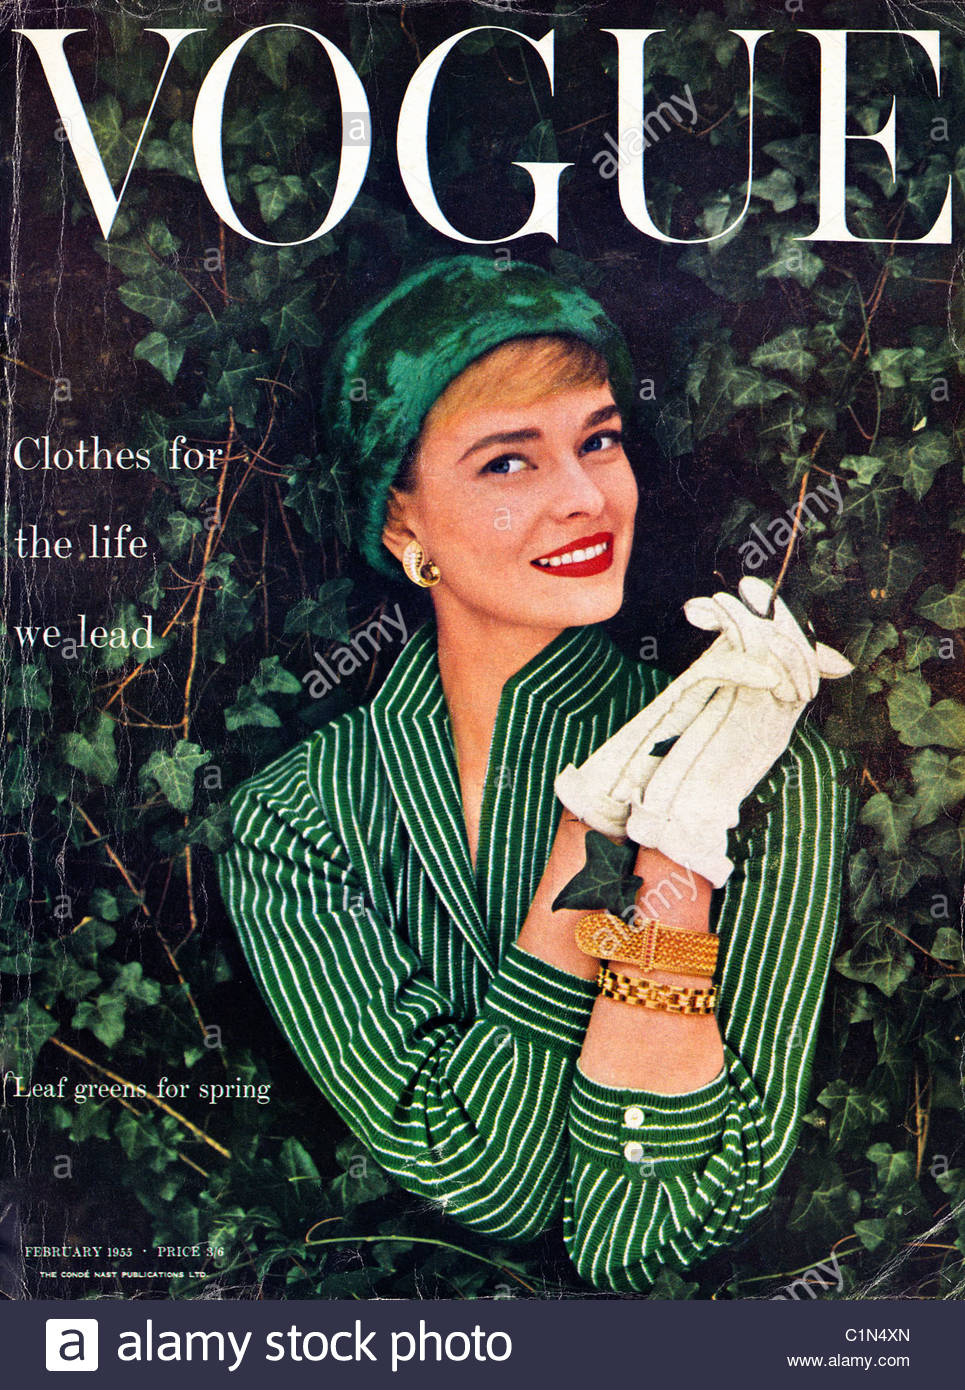 VOGUE
Clothes for
the life
we lead
Leaf greens for spring
FEBRUARY 1955 · PRICE 3/6
THE CONDÉ NAST PUBLICATIONS LTD.
a alamy stock photo
C1N4XN
www.alamy.com